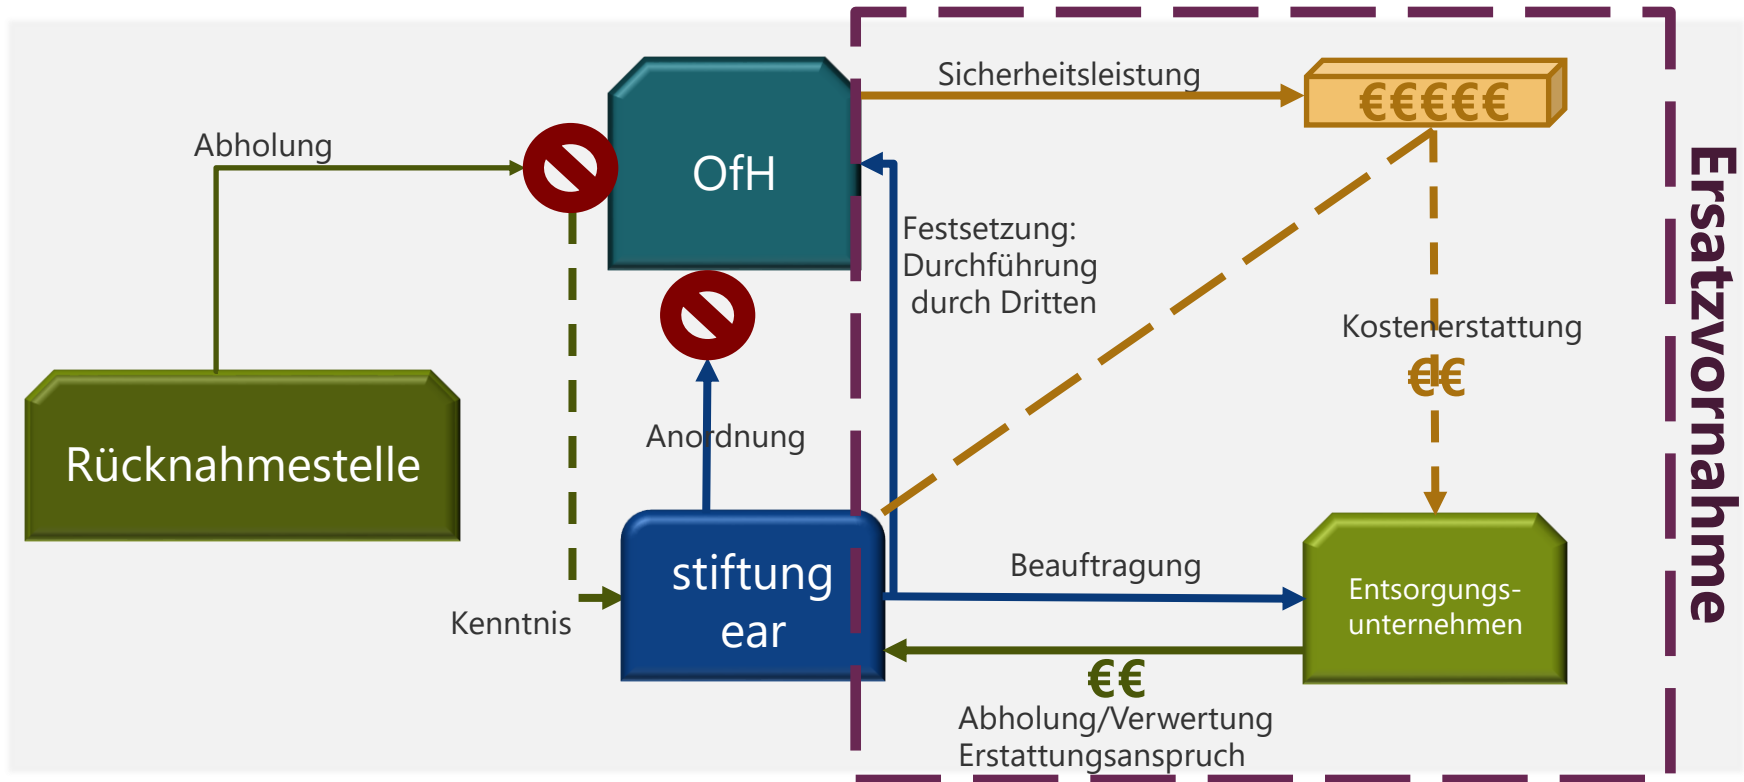 Sicherheitsleistung
€€€€€
Abholung
OfH
Festsetzung:
Durchführung
durch Dritten
Kostenerstattung
€€
Anordnung
Rücknahmestelle
stiftung
ear
Kenntnis
Beauftragung
Entsorgungs-
unternehmen
€€
Abholung/Verwertung
Erstattungsanspruch
Ersatzvornahme